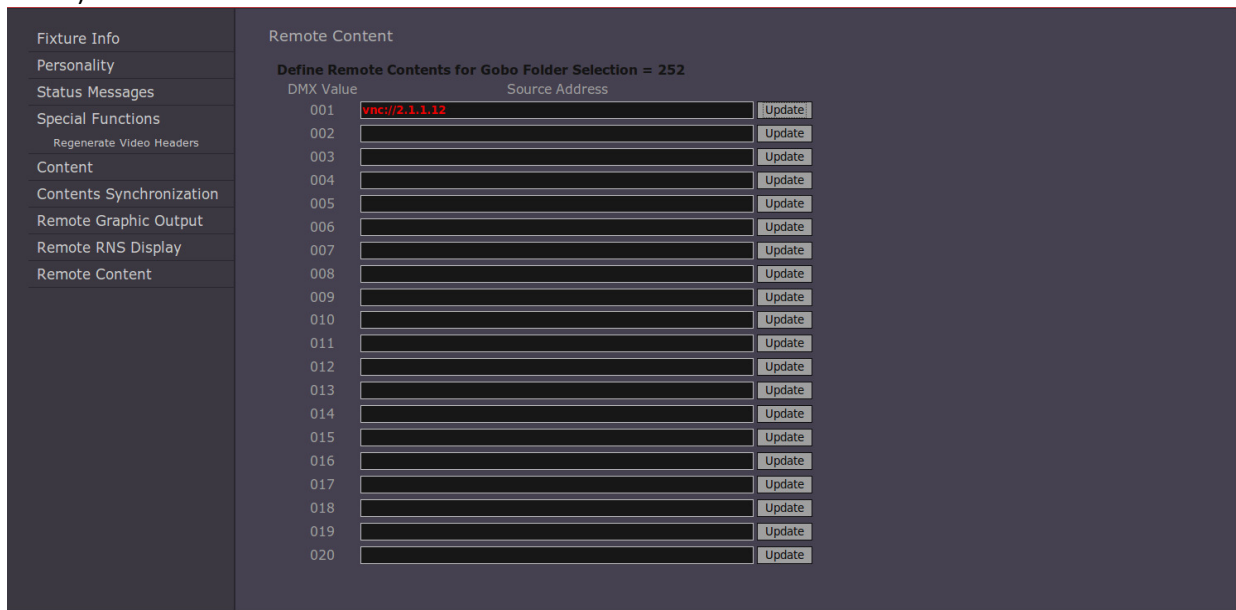 Fixture Info
Personality
Status Messages
Special Functions
Regenerate Video Headers
Content
Contents Synchronization
Remote Graphic Output
Remote RNS Display
Remote Content
Remote Content
Define Remote Contents for Gobo Folder Selection = 252
DMX Value Source Address
001 vnc://2.1.1.12 Update
002 Update
003 Update
004 Update
005 Update
006 Update
007 Update
008 Update
009 Update
010 Update
011 Update
012 Update
013 Update
014 Update
015 Update
016 Update
017 Update
018 Update
019 Update
020 Update